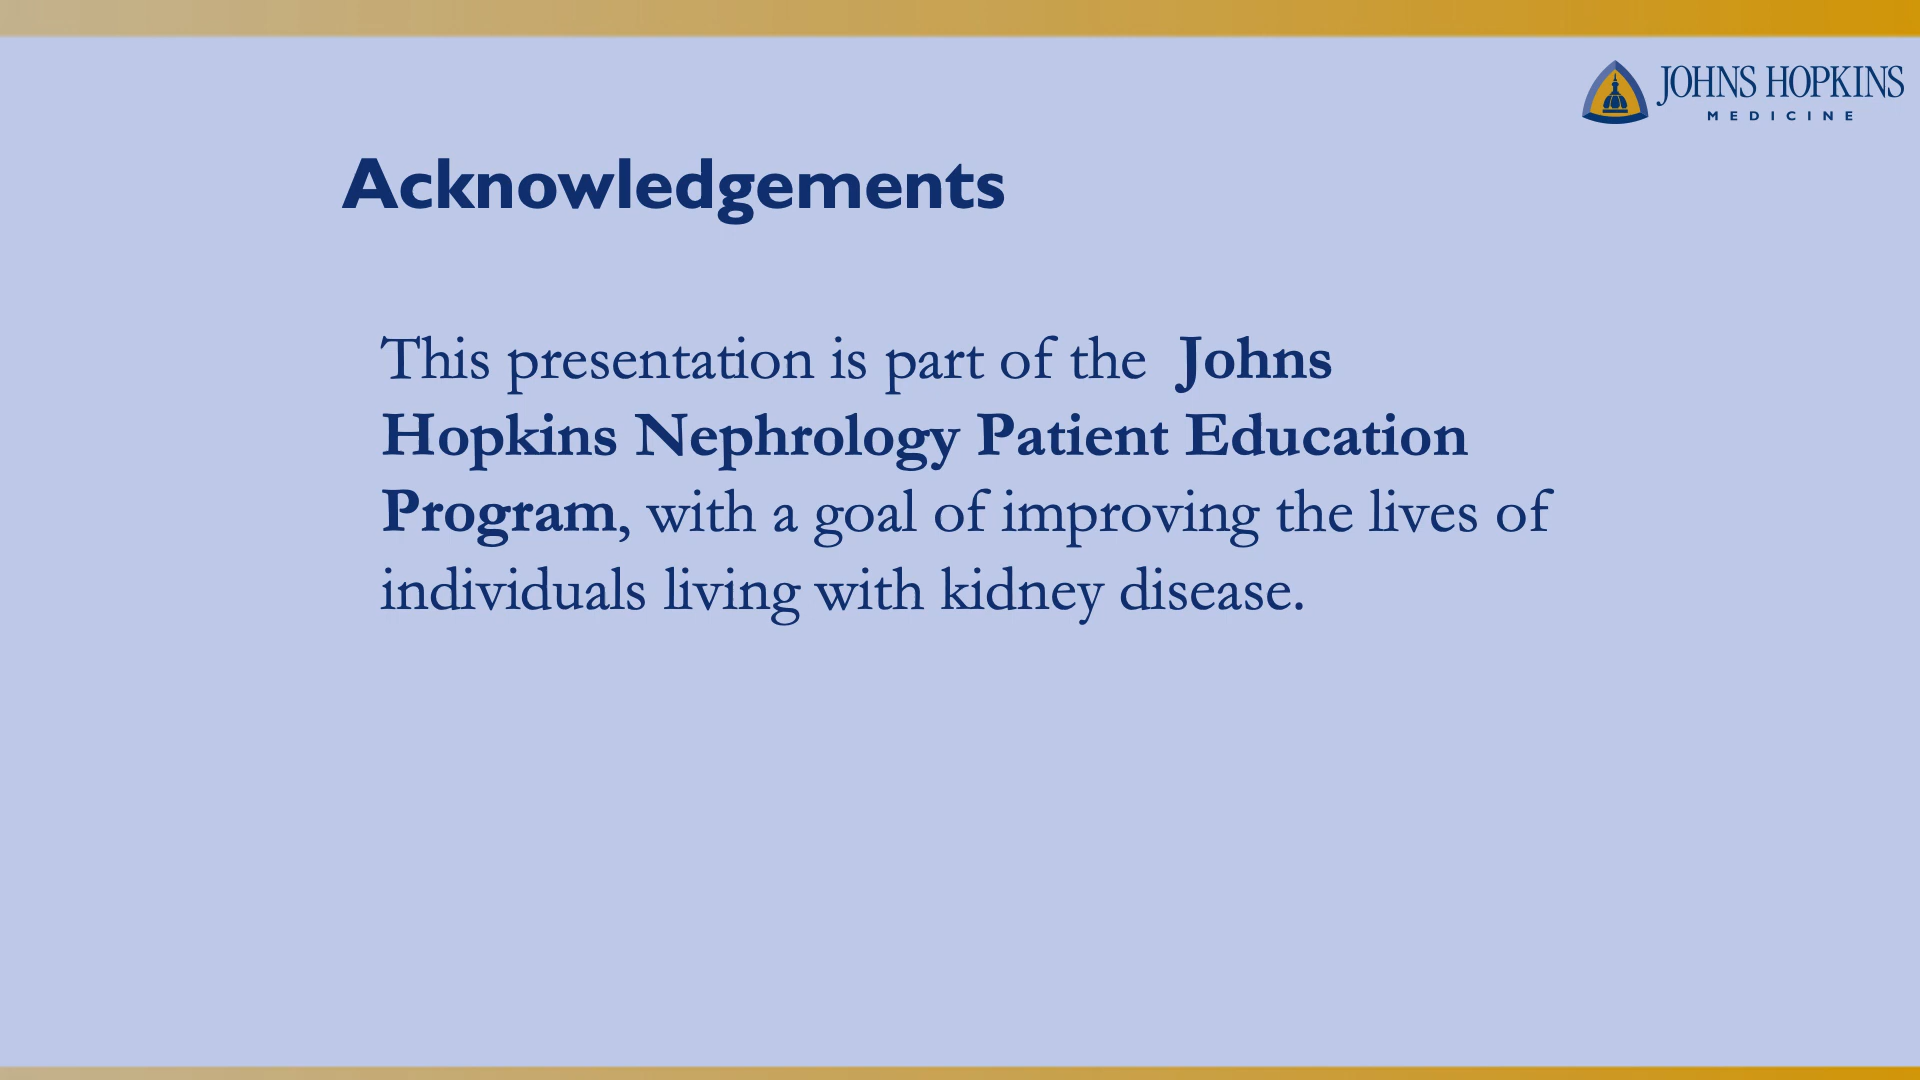 JOHNS HOPKINS
MEDICINE
Acknowledgements
This presentation is part of the Johns
Hopkins Nephrology Patient Education
Program, with a goal of improving the lives of
individuals living with kidney disease.